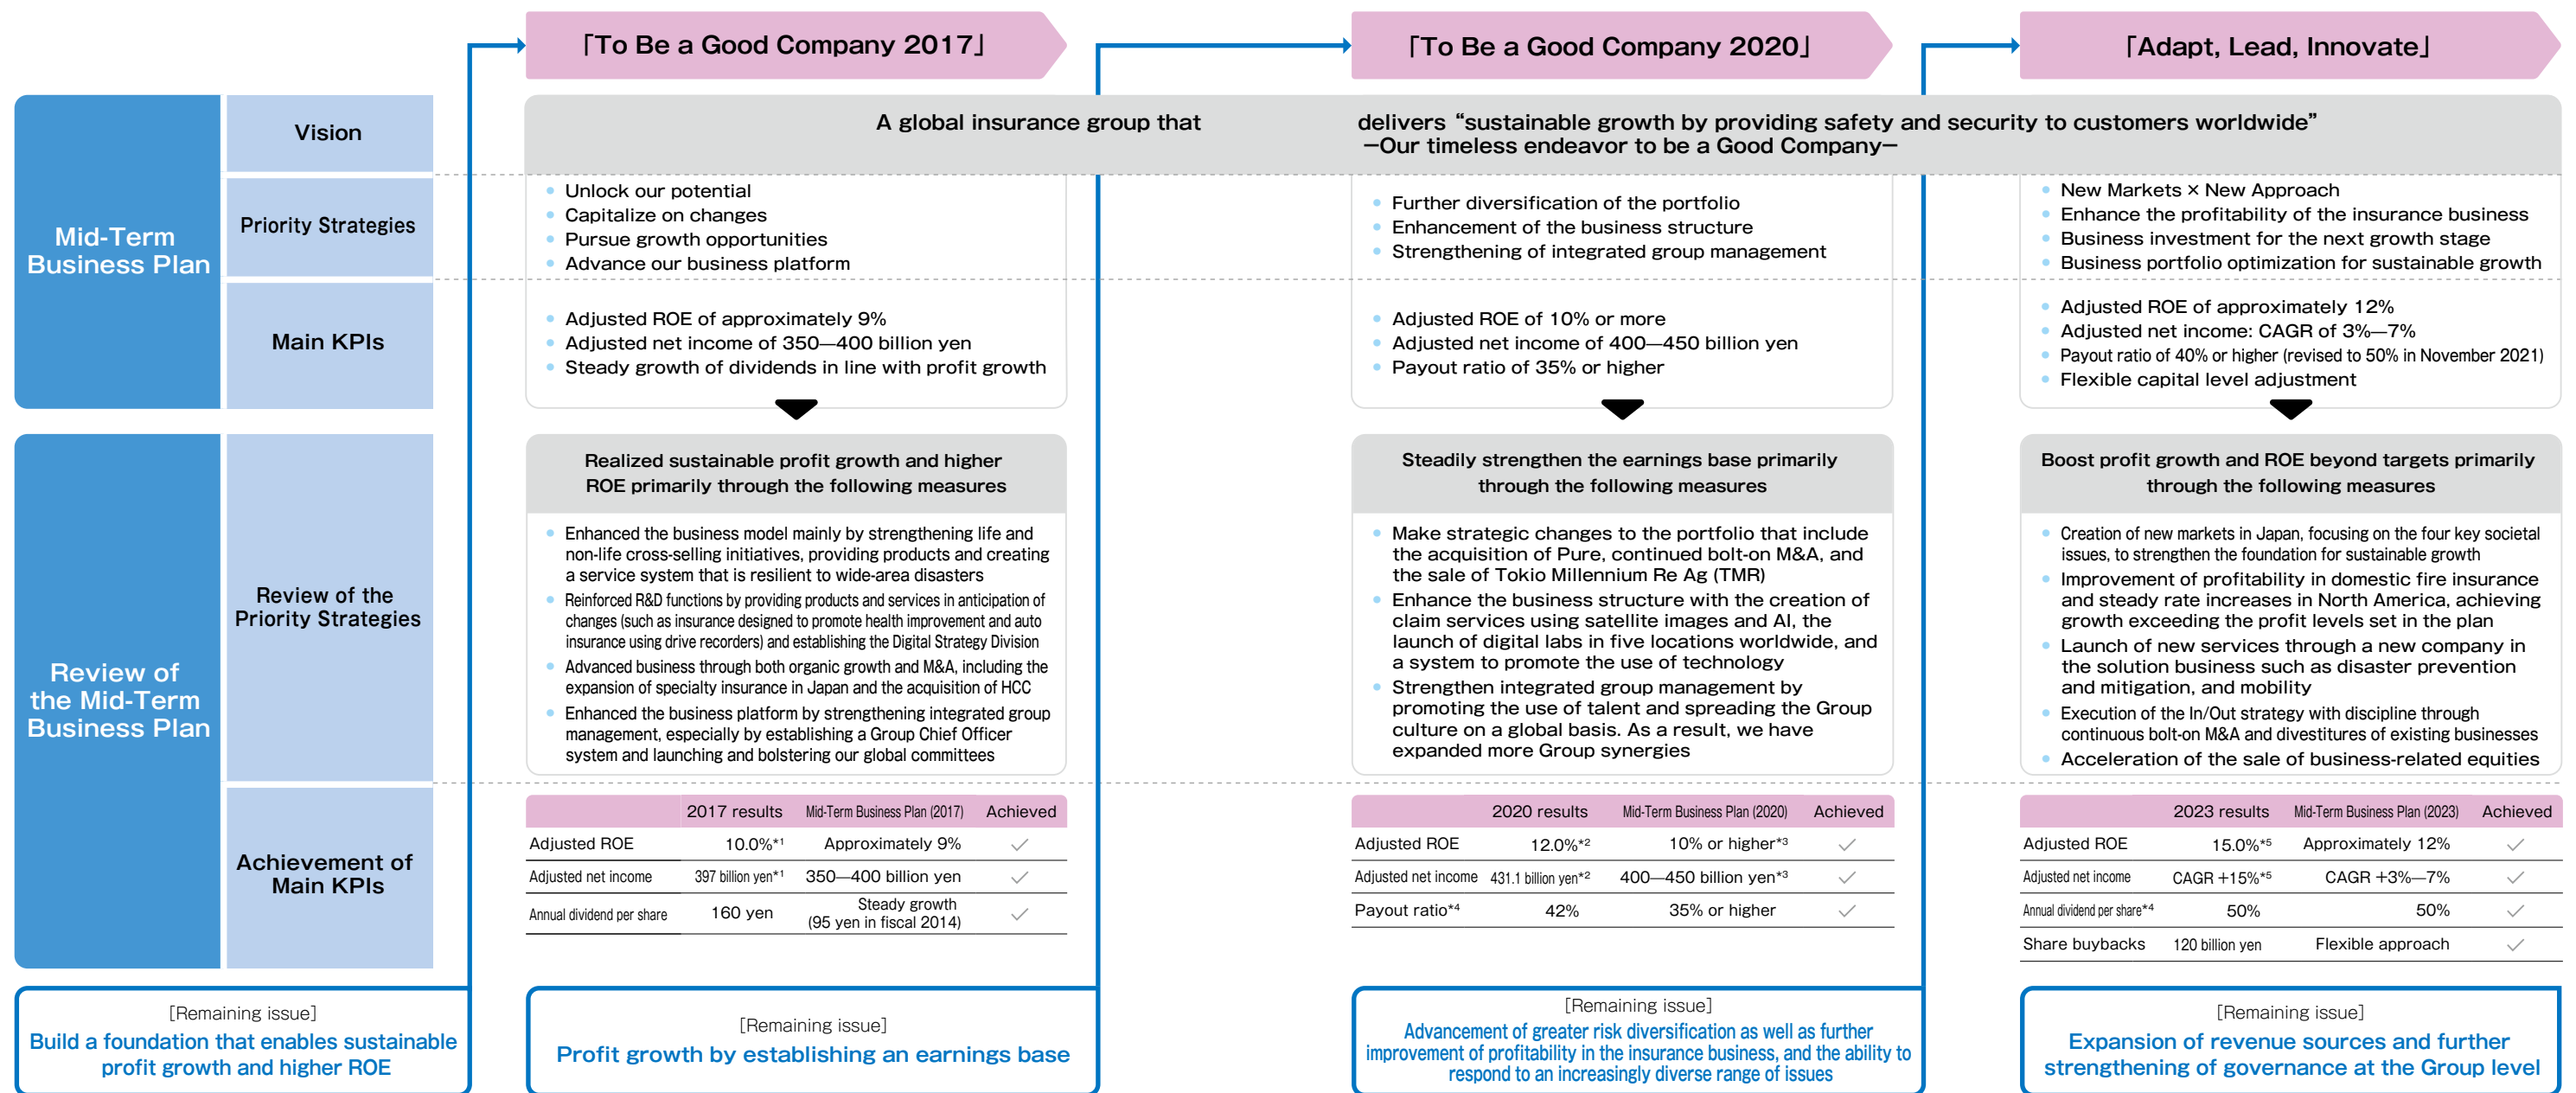 「To Be a Good Company 2017」
「To Be a Good Company 2020」
「Adapt, Lead, Innovate」
Mid-Term
Business Plan
Vision
A global insurance group that delivers “sustainable growth by providing safety and security to customers worldwide”
—Our timeless endeavor to be a Good Company—
Priority Strategies
• Unlock our potential
• Capitalize on changes
• Pursue growth opportunities
• Advance our business platform
• Further diversification of the portfolio
• Enhancement of the business structure
• Strengthening of integrated group management
• New Markets × New Approach
• Enhance the profitability of the insurance business
• Business investment for the next growth stage
• Business portfolio optimization for sustainable growth
Main KPIs
• Adjusted ROE of approximately 9%
• Adjusted net income of 350—400 billion yen
• Steady growth of dividends in line with profit growth
• Adjusted ROE of 10% or more
• Adjusted net income of 400—450 billion yen
• Payout ratio of 35% or higher
• Adjusted ROE of approximately 12%
• Adjusted net income: CAGR of 3%—7%
• Payout ratio of 40% or higher (revised to 50% in November 2021)
• Flexible capital level adjustment
Review of
the Mid-Term
Business Plan
Review of the
Priority Strategies
Realized sustainable profit growth and higher
ROE primarily through the following measures
• Enhanced the business model mainly by strengthening life and
non-life cross-selling initiatives, providing products and creating
a service system that is resilient to wide-area disasters
• Reinforced R&D functions by providing products and services in anticipation of
changes (such as insurance designed to promote health improvement and auto
insurance using drive recorders) and establishing the Digital Strategy Division
• Advanced business through both organic growth and M&A, including the
expansion of specialty insurance in Japan and the acquisition of HCC
• Enhanced the business platform by strengthening integrated group
management, especially by establishing a Group Chief Officer
system and launching and bolstering our global committees
Steadily strengthen the earnings base primarily
through the following measures
• Make strategic changes to the portfolio that include
the acquisition of Pure, continued bolt-on M&A, and
the sale of Tokio Millennium Re Ag (TMR)
• Enhance the business structure with the creation of
claim services using satellite images and AI, the
launch of digital labs in five locations worldwide, and
a system to promote the use of technology
• Strengthen integrated group management by
promoting the use of talent and spreading the Group
culture on a global basis. As a result, we have
expanded more Group synergies
Boost profit growth and ROE beyond targets primarily
through the following measures
• Creation of new markets in Japan, focusing on the four key societal
issues, to strengthen the foundation for sustainable growth
• Improvement of profitability in domestic fire insurance
and steady rate increases in North America, achieving
growth exceeding the profit levels set in the plan
• Launch of new services through a new company in
the solution business such as disaster prevention
and mitigation, and mobility
• Execution of the In/Out strategy with discipline through
continuous bolt-on M&A and divestitures of existing businesses
• Acceleration of the sale of business-related equities
Achievement of
Main KPIs
2017 results Mid-Term Business Plan (2017) Achieved
Adjusted ROE 10.0%*1 Approximately 9% ✓
Adjusted net income 397 billion yen*1 350—400 billion yen ✓
Annual dividend per share 160 yen Steady growth
(95 yen in fiscal 2014) ✓
2020 results Mid-Term Business Plan (2020) Achieved
Adjusted ROE 12.0%*2 10% or higher*3 ✓
Adjusted net income 431.1 billion yen*2 400—450 billion yen*3 ✓
Payout ratio*4 42% 35% or higher ✓
2023 results Mid-Term Business Plan (2023) Achieved
Adjusted ROE 15.0%*5 Approximately 12% ✓
Adjusted net income CAGR +15%*5 CAGR +3%—7% ✓
Annual dividend per share*4 50% 50% ✓
Share buybacks 120 billion yen Flexible approach ✓
[Remaining issue]
Build a foundation that enables sustainable
profit growth and higher ROE
[Remaining issue]
Profit growth by establishing an earnings base
[Remaining issue]
Advancement of greater risk diversification as well as further
improvement of profitability in the insurance business, and the ability to
respond to an increasingly diverse range of issues
[Remaining issue]
Expansion of revenue sources and further
strengthening of governance at the Group level